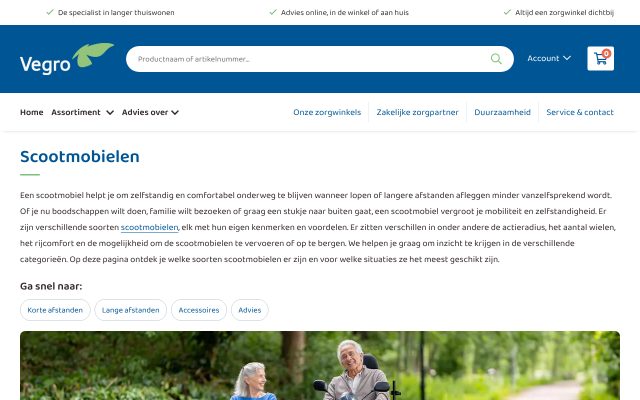 De specialist in langer thuiswonen
Advies online, in de winkel of aan huis
Altijd een zorgwinkel dichtbij
Vegro
Productnaam of artikelnummer...
Account
0
Home
Assortiment
Advies over
Onze zorgwinkels
Zakelijke zorgpartner
Duurzaamheid
Service & contact
Scootmobielen
Een scootmobiel helpt je om zelfstandig en comfortabel onderweg te blijven wanneer lopen of langere afstanden afleggen minder vanzelfsprekend wordt.
Of je nu boodschappen wilt doen, familie wilt bezoeken of graag een stukje naar buiten gaat, een scootmobiel vergroot je mobiliteit en zelfstandigheid. Er
zijn verschillende soorten scootmobielen, elk met hun eigen kenmerken en voordelen. Er zitten verschillen in onder andere de actieradius, het aantal wielen,
het rijcomfort en de mogelijkheid om de scootmobielen te vervoeren of op te bergen. We helpen je graag om inzicht te krijgen in de verschillende
categorieën. Op deze pagina ontdek je welke soorten scootmobielen er zijn en voor welke situaties ze het meest geschikt zijn.
Ga snel naar:
Korte afstanden
Lange afstanden
Accessoires
Advies